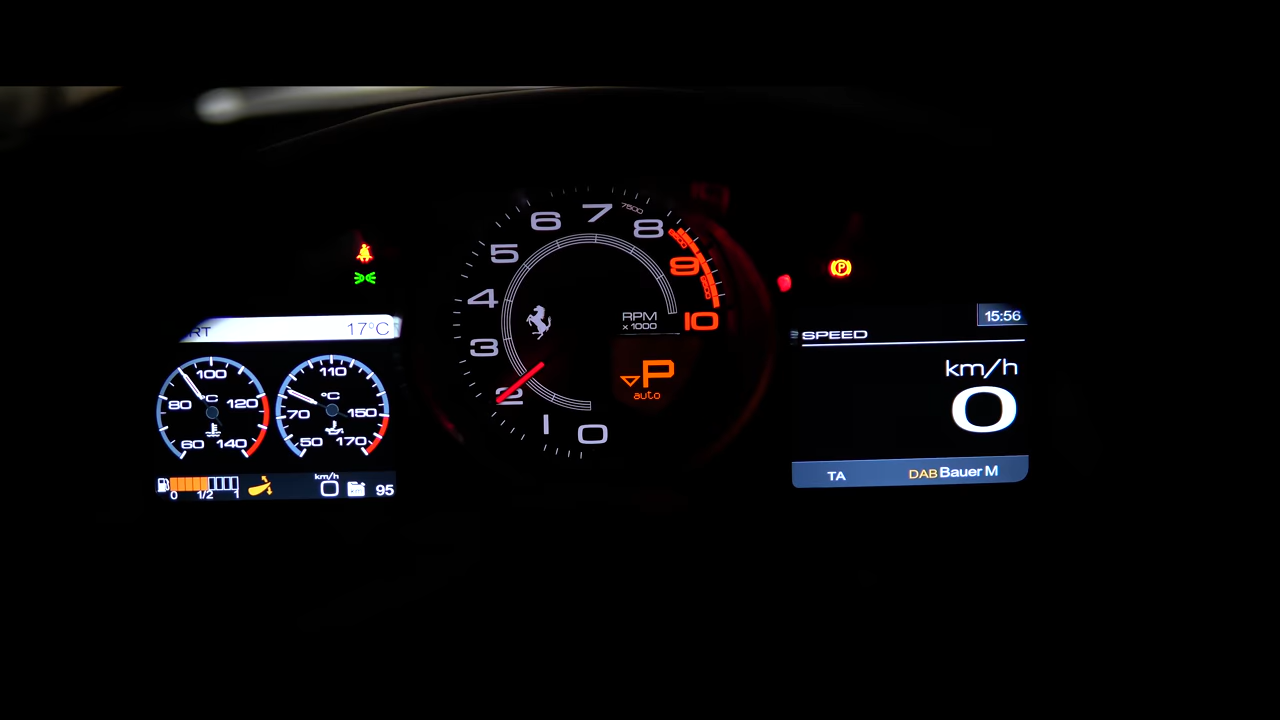 RT 17°C
100
80 °C 120
60 140
110
°C
70 150
50 170
0 1/2 1
km/h
0 95
7500
6 7 8
5 9
4 10
3
2
1 0
RPM
x 1000
P
auto
(P)
15:56
SPEED
km/h
0
TA DAB Bauer M